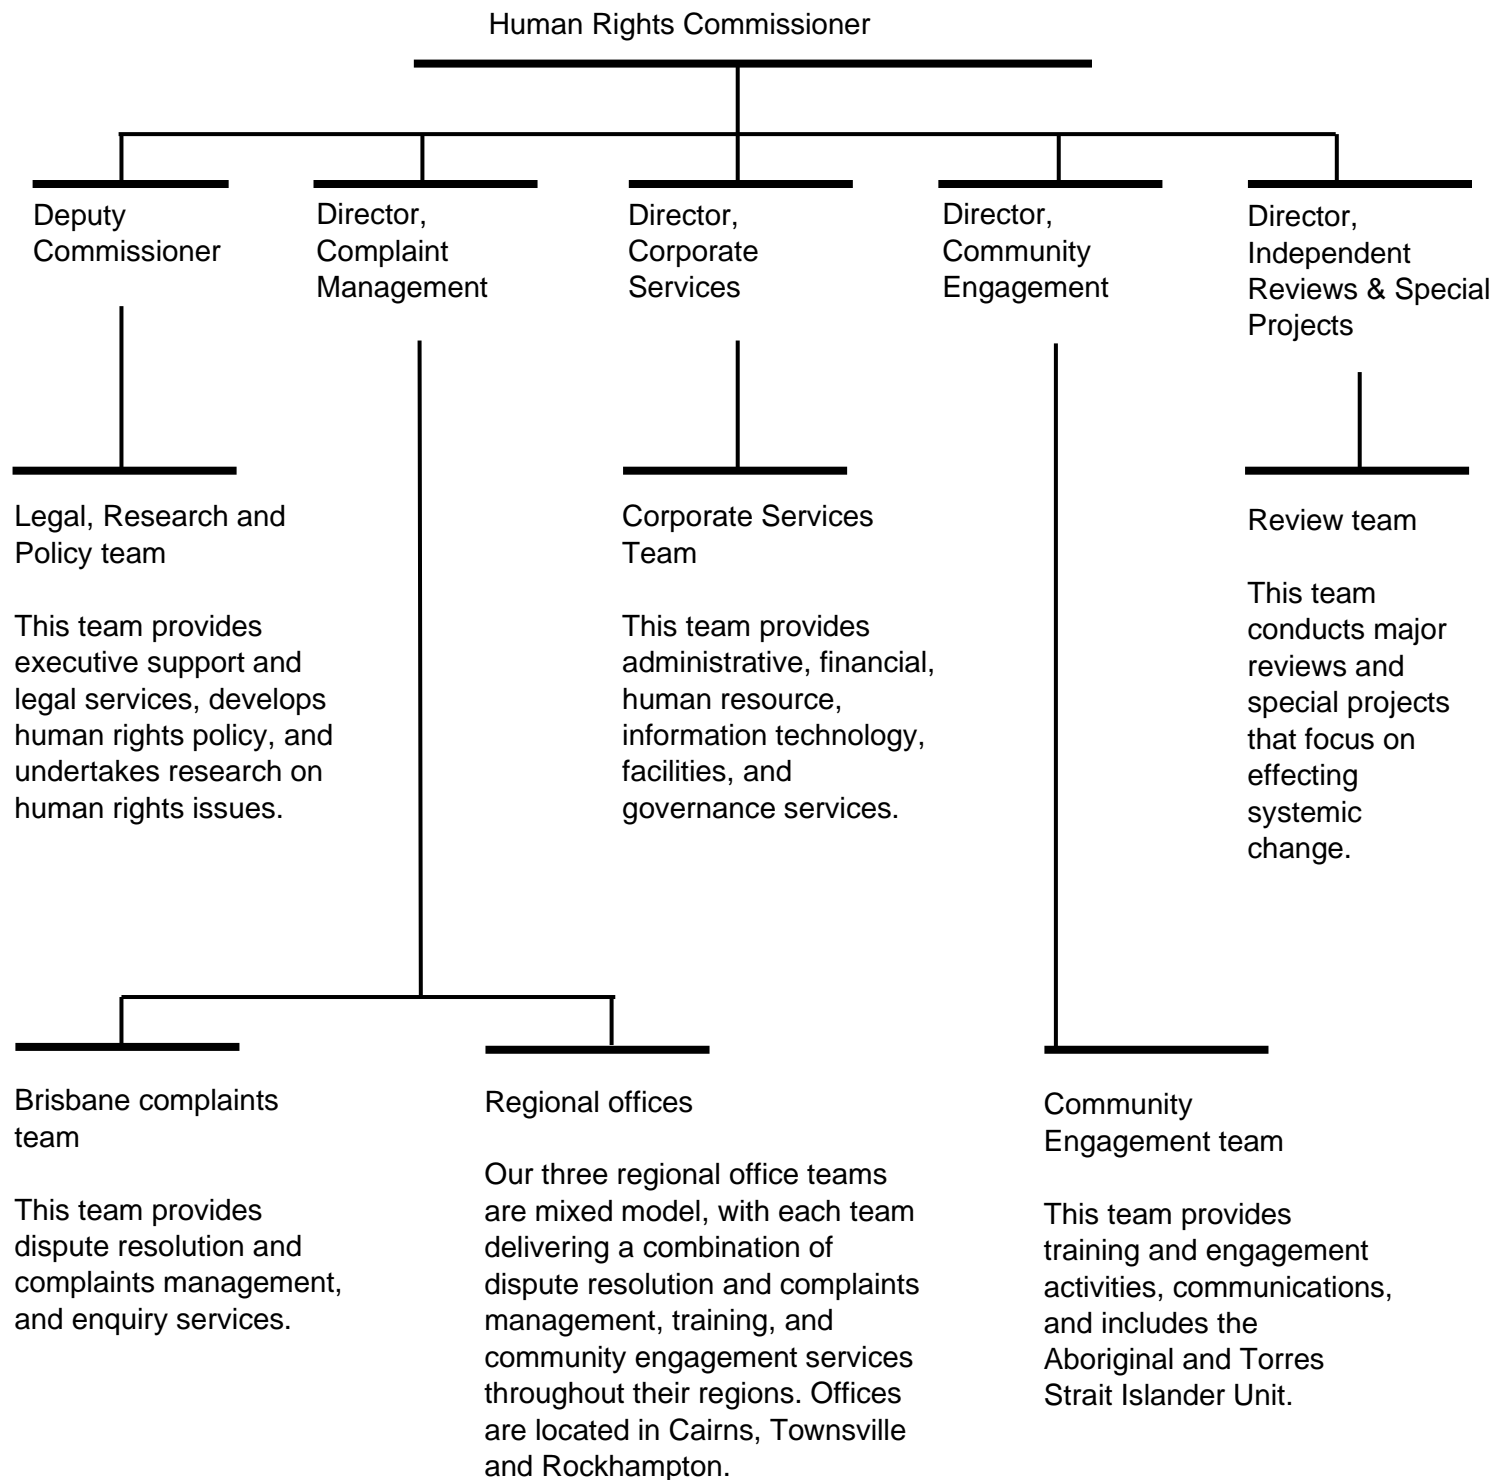 Human Rights Commissioner
Deputy
Commissioner
Director,
Complaint
Management
Director,
Corporate
Services
Director,
Community
Engagement
Director,
Independent
Reviews & Special
Projects
Legal, Research and
Policy team
This team provides
executive support and
legal services, develops
human rights policy, and
undertakes research on
human rights issues.
Corporate Services
Team
This team provides
administrative, financial,
human resource,
information technology,
facilities, and
governance services.
Review team
This team
conducts major
reviews and
special projects
that focus on
effecting
systemic
change.
Brisbane complaints
team
This team provides
dispute resolution and
complaints management,
and enquiry services.
Regional offices
Our three regional office teams
are mixed model, with each team
delivering a combination of
dispute resolution and complaints
management, training, and
community engagement services
throughout their regions. Offices
are located in Cairns, Townsville
and Rockhampton.
Community
Engagement team
This team provides
training and engagement
activities, communications,
and includes the
Aboriginal and Torres
Strait Islander Unit.